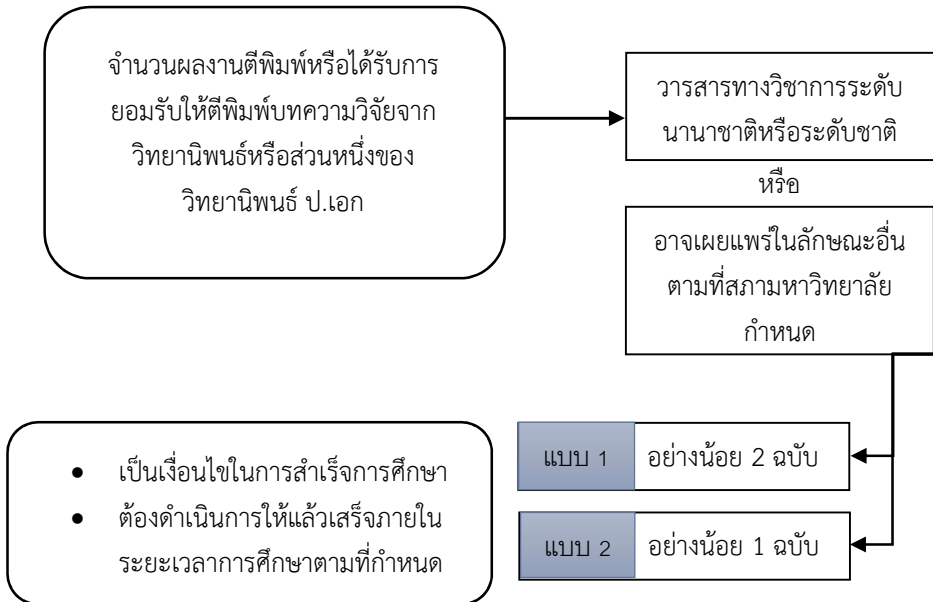 จำนวนผลงานตีพิมพ์หรือได้รับการ
ยอมรับให้ตีพิมพ์บทความวิจัยจาก
วิทยานิพนธ์หรือส่วนหนึ่งของ
วิทยานิพนธ์ ป.เอก
วารสารทางวิชาการระดับ
นานาชาติหรือระดับชาติ
หรือ
อาจเผยแพร่ในลักษณะอื่น
ตามที่สภามหาวิทยาลัย
กำหนด
แบบ 1 อย่างน้อย 2 ฉบับ
แบบ 2 อย่างน้อย 1 ฉบับ
• เป็นเงื่อนไขในการสำเร็จการศึกษา
• ต้องดำเนินการให้แล้วเสร็จภายใน
ระยะเวลาการศึกษาตามที่กำหนด